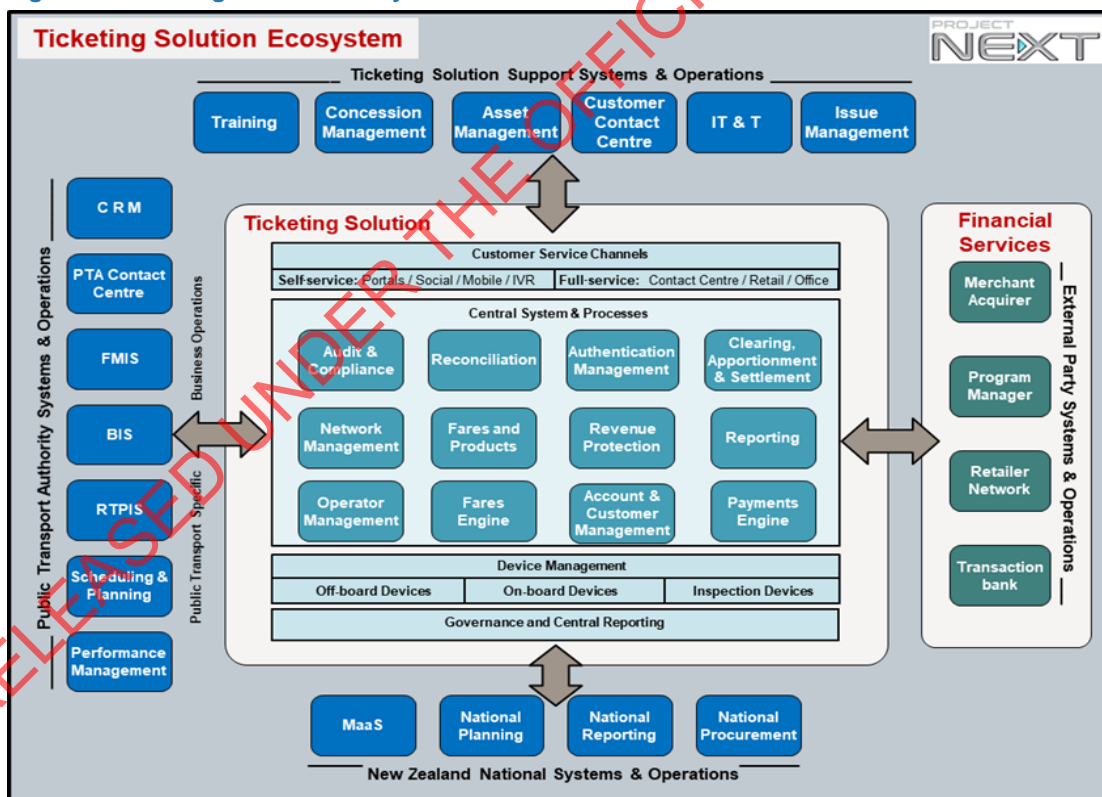 Ticketing Solution Ecosystem
PROJECT
NEXT
Ticketing Solution Support Systems & Operations
Training
Concession
Management
Asset
Management
Customer
Contact
Centre
IT & T
Issue
Management
Public Transport Authority Systems & Operations
CRM
PTA Contact
Centre
FMIS
BIS
RTPIS
Scheduling &
Planning
Performance
Management
Business Operations
Public Transport Specific
Ticketing Solution
Customer Service Channels
Self-service: Portals / Social / Mobile / IVR
Full-service: Contact Centre / Retail / Office
Central System & Processes
Audit &
Compliance
Reconciliation
Authentication
Management
Clearing,
Apportionment
& Settlement
Network
Management
Fares and
Products
Revenue
Protection
Reporting
Operator
Management
Fares
Engine
Account &
Customer
Management
Payments
Engine
Device Management
Off-board Devices
On-board Devices
Inspection Devices
Governance and Central Reporting
Financial
Services
Merchant
Acquirer
Program
Manager
Retailer
Network
Transaction
bank
External Party Systems & Operations
MaaS
National
Planning
National
Reporting
National
Procurement
New Zealand National Systems & Operations
RELEASED UNDER THE OFFIC